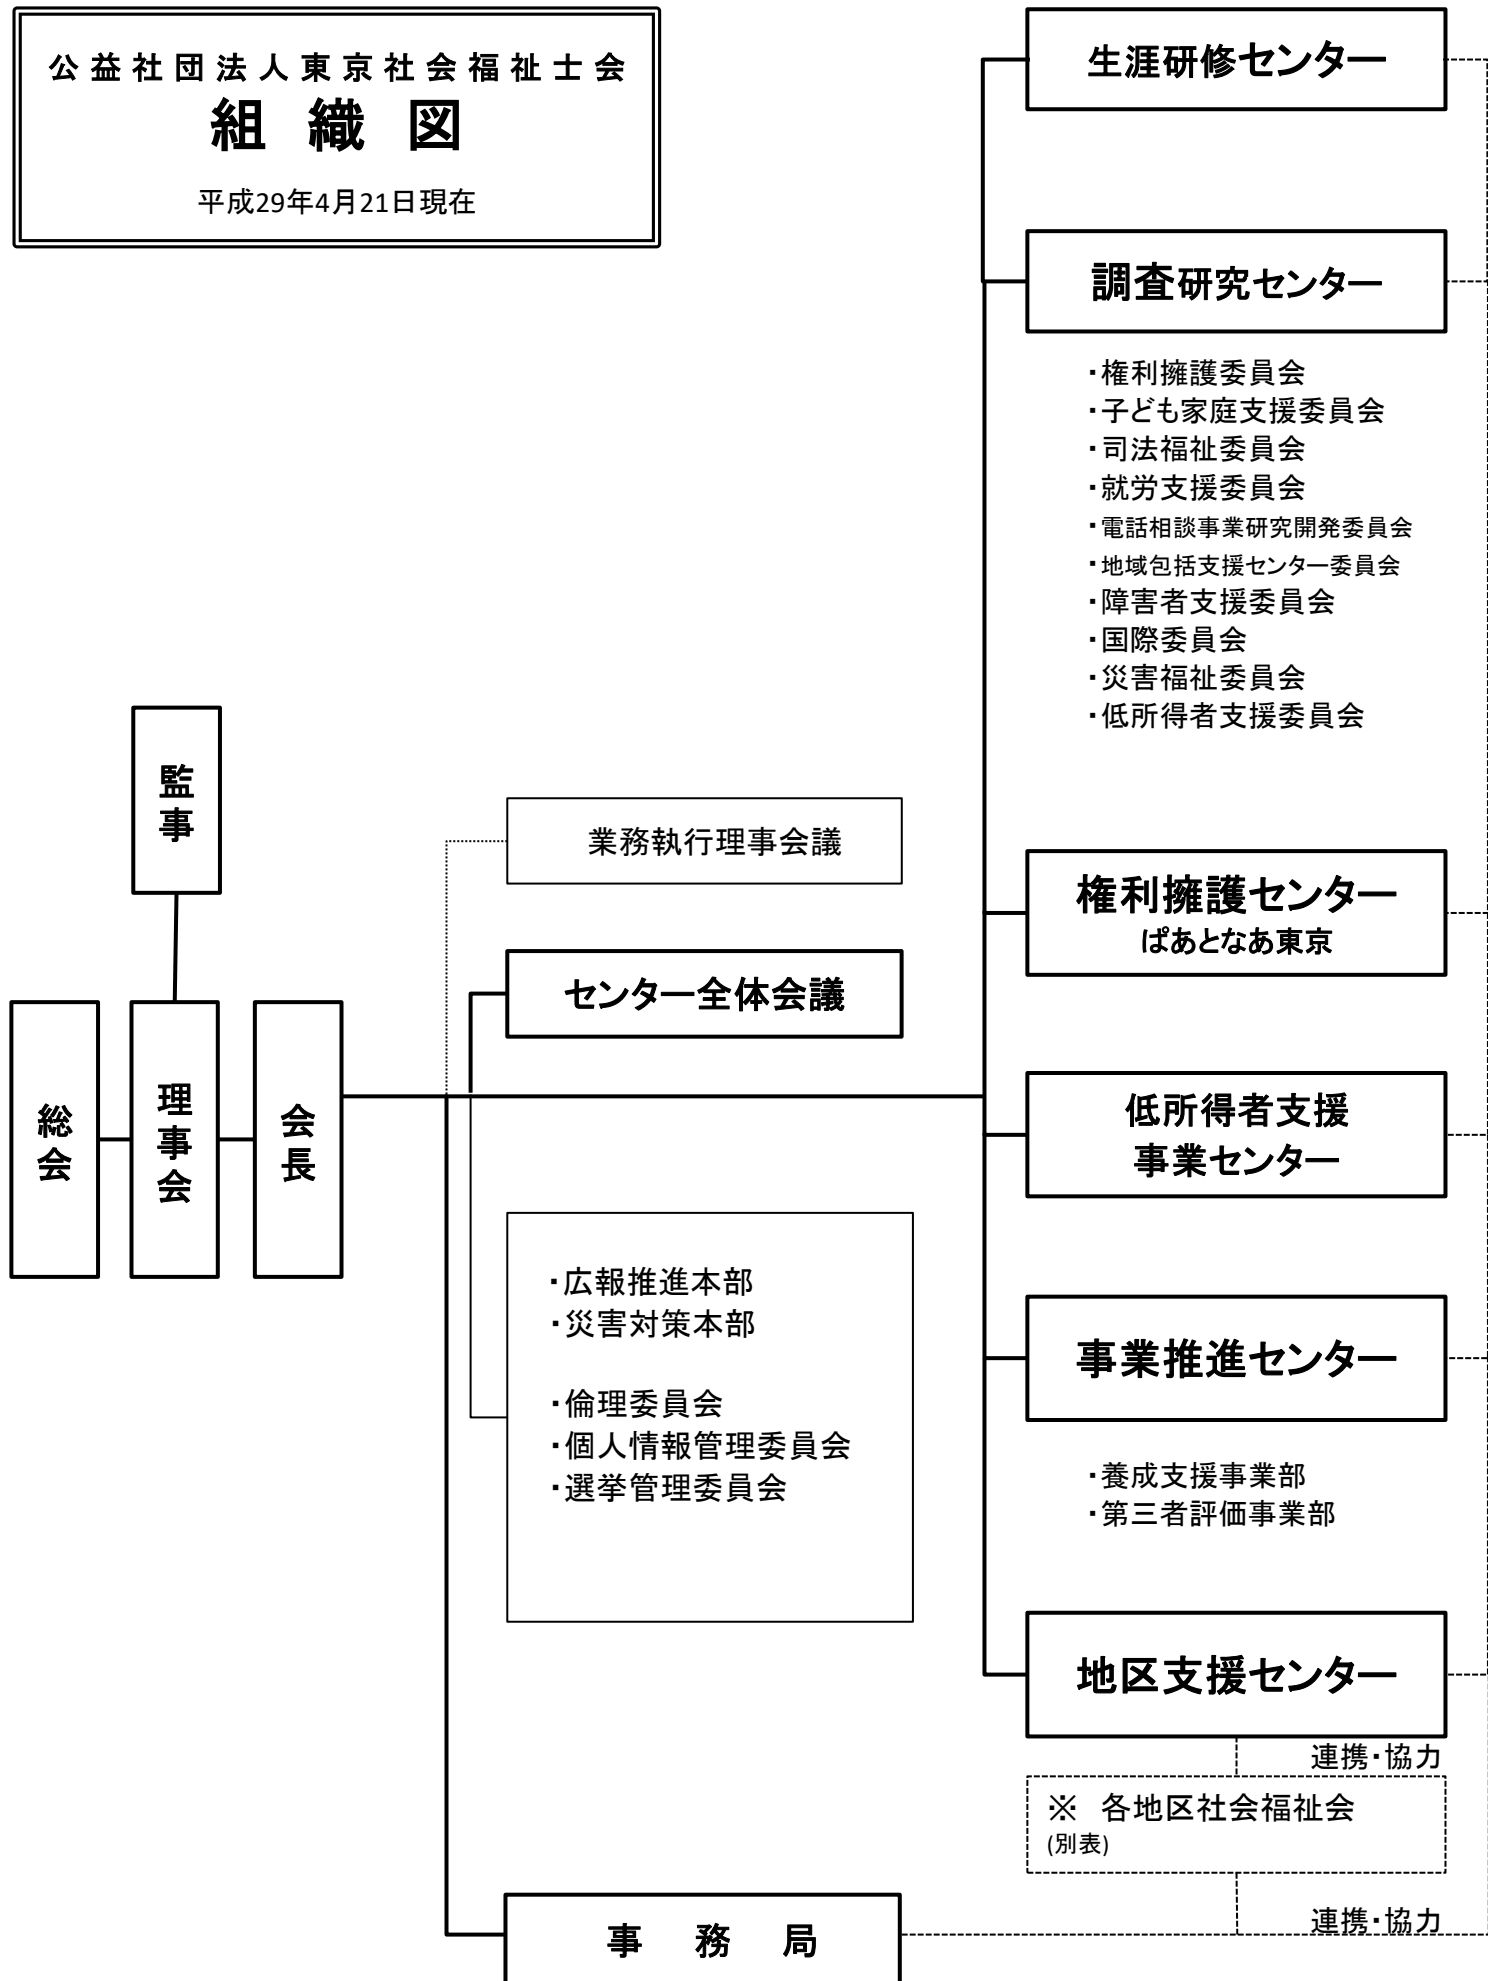 公益社団法人東京社会福祉士会
組織図
平成29年4月21日現在
生涯研修センター
調査研究センター
・権利擁護委員会
・子ども家庭支援委員会
・司法福祉委員会
・就労支援委員会
・電話相談事業研究開発委員会
・地域包括支援センター委員会
・障害者支援委員会
・国際委員会
・災害福祉委員会
・低所得者支援委員会
監事
業務執行理事会議
権利擁護センター
ぱあとなあ東京
センター全体会議
総会
理事会
会長
低所得者支援
事業センター
・広報推進本部
・災害対策本部
・倫理委員会
・個人情報管理委員会
・選挙管理委員会
事業推進センター
・養成支援事業部
・第三者評価事業部
地区支援センター
連携・協力
※ 各地区社会福祉会
(別表)
連携・協力
事務局